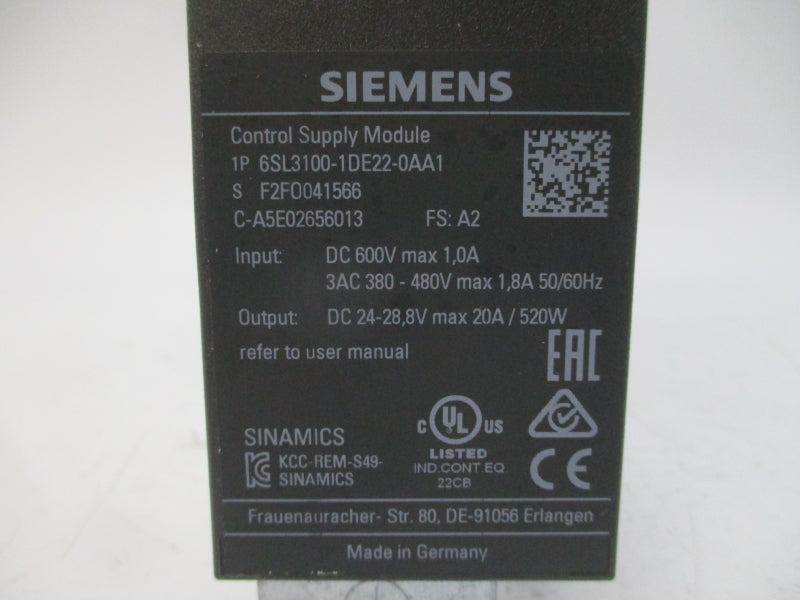 SIEMENS
Control Supply Module
1P 6SL3100-1DE22-0AA1
S F2FO041566
C-A5E02656013 FS: A2
Input: DC 600V max 1,0A
3AC 380 - 480V max 1,8A 50/60Hz
Output: DC 24-28,8V max 20A / 520W
refer to user manual
EAC
SINAMICS
KCC-REM-S49-
SINAMICS
C UL US
LISTED
IND.CONT.EQ.
22CB
CE
Frauenauracher- Str. 80, DE-91056 Erlangen
Made in Germany